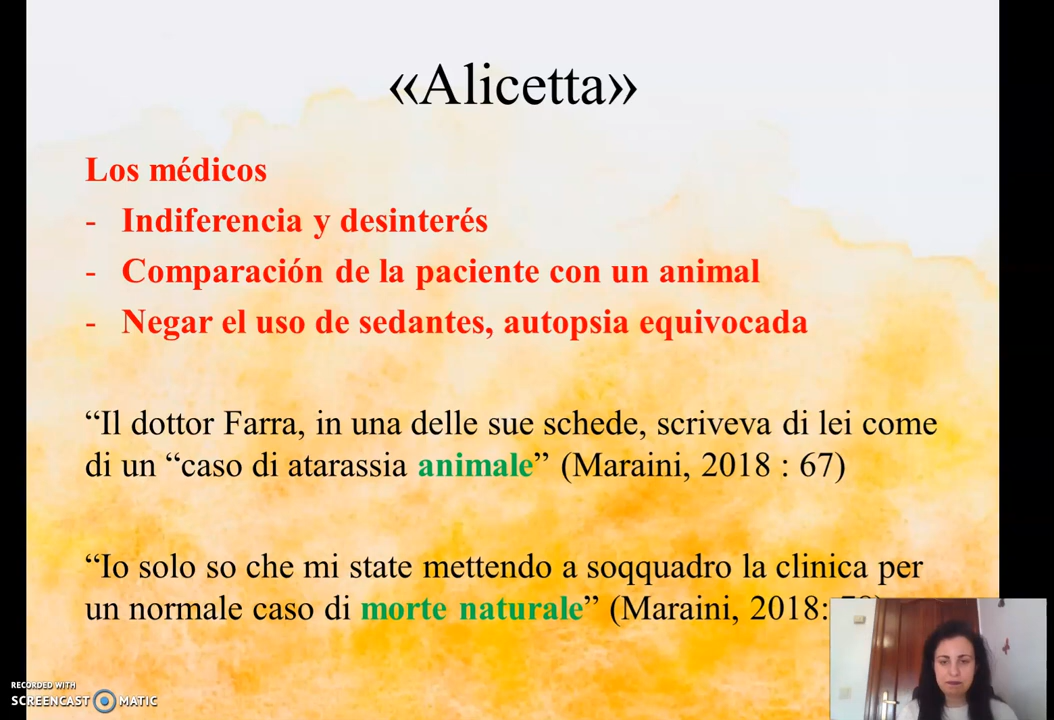 «Alicetta»
Los médicos
- Indiferencia y desinterés
- Comparación de la paciente con un animal
- Negar el uso de sedantes, autopsia equivocada
“Il dottor Farra, in una delle sue schede, scriveva di lei come
di un “caso di atarassia animale” (Maraini, 2018 : 67)
“Io solo so che mi state mettendo a soqquadro la clinica per
un normale caso di morte naturale” (Maraini, 2018:
RECORDED WITH
SCREENCAST MATIC